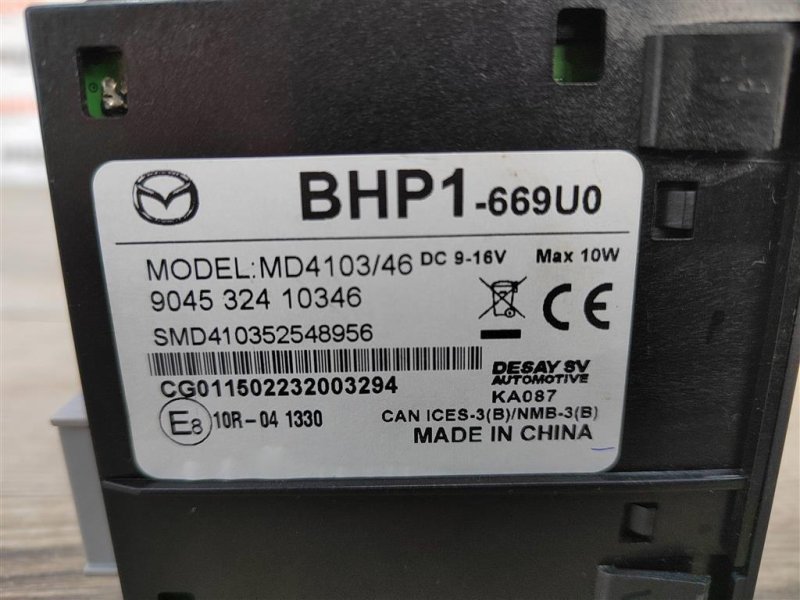 BHP1-669U0
MODEL:MD4103/46 DC 9-16V Max 10W
9045 324 10346
SMD410352548956
CG011502232003294
DESAY SV
AUTOMOTIVE
KA087
CE
E8 10R-04 1330
CAN ICES-3(B)/NMB-3(B)
MADE IN CHINA